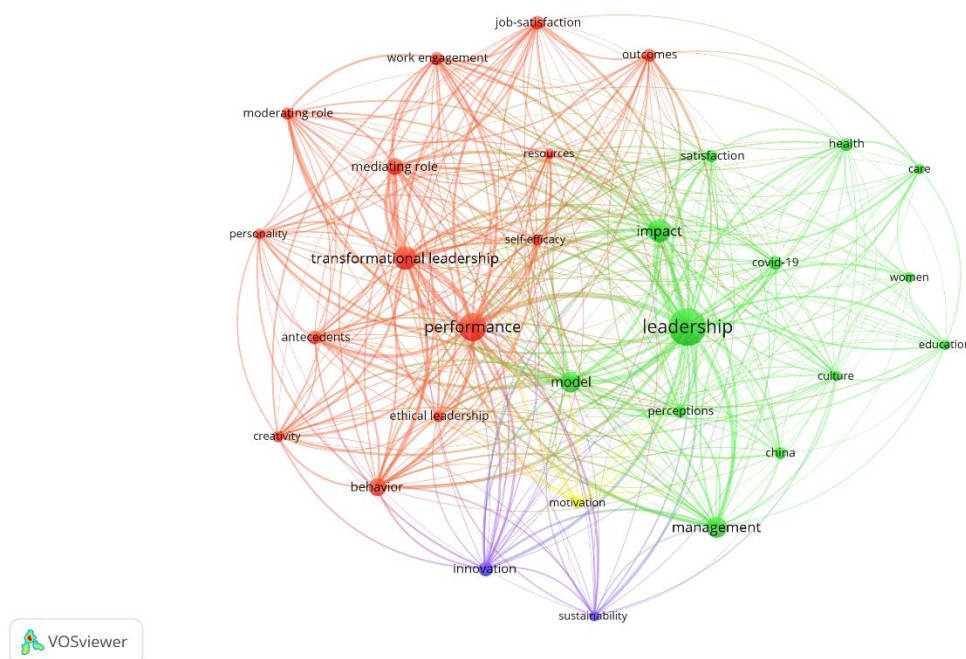 job-satisfaction
work engagement
outcomes
moderating role
health
resources
satisfaction
mediating role
care
personality
impact
self-efficacy
transformational leadership
covid-19
women
performance
leadership
antecedents
education
model
culture
perceptions
ethical leadership
creativity
china
behavior
motivation
management
innovation
sustainability
VOSviewer